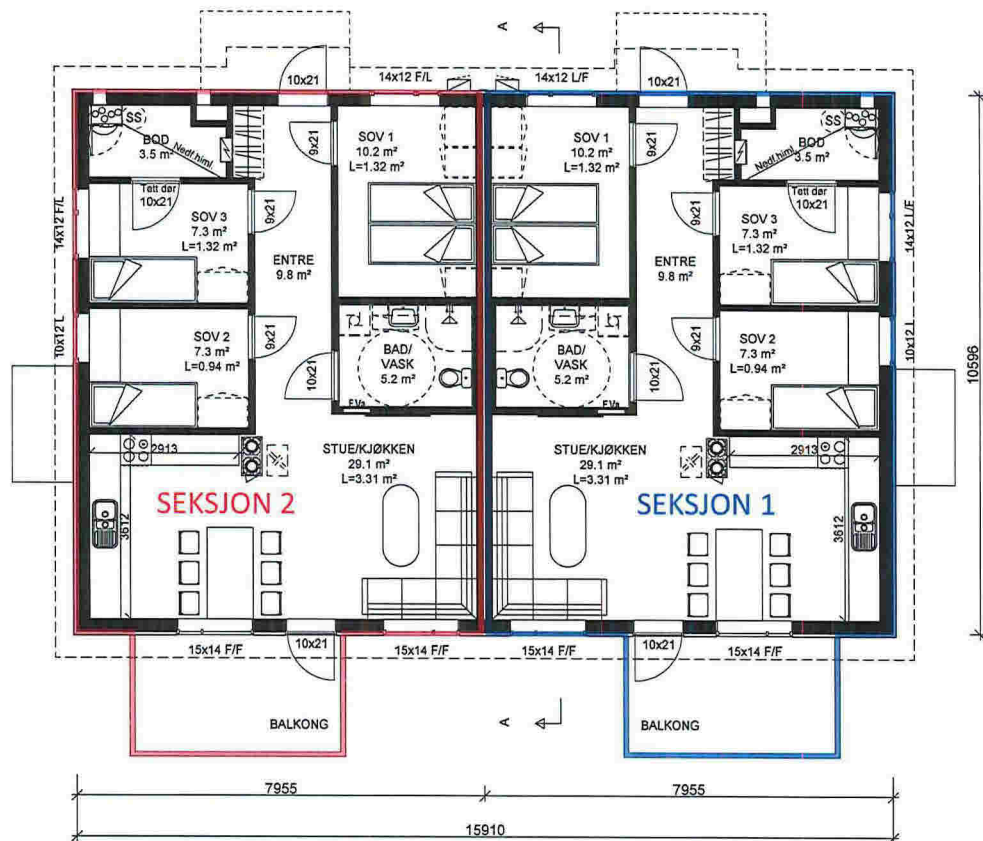 A
10x21
14x12 F/L
14x12 L/F
10x21
SS
BOD
3.5 m²
Nedf.himl.
9x21
SOV 1
10.2 m²
L=1.32 m²
SOV 1
10.2 m²
L=1.32 m²
9x21
SS
BOD
3.5 m²
Nedf.himl.
14x12 F/L
Tett dør
10x21
SOV 3
7.3 m²
L=1.32 m²
9x21
ENTRE
9.8 m²
ENTRE
9.8 m²
9x21
Tett dør
10x21
SOV 3
7.3 m²
L=1.32 m²
14x12 L/F
10x12 L
SOV 2
7.3 m²
L=0.94 m²
9x21
10x21
BAD/
VASK
5.2 m²
BAD/
VASK
5.2 m²
10x21
9x21
SOV 2
7.3 m²
L=0.94 m²
10x12 L
10596
2913
STUE/KJØKKEN
29.1 m²
L=3.31 m²
STUE/KJØKKEN
29.1 m²
L=3.31 m²
2913
SEKSJON 2
SEKSJON 1
3612
3612
15x14 F/F
10x21
15x14 F/F
15x14 F/F
10x21
15x14 F/F
BALKONG
A
BALKONG
7955
7955
15910